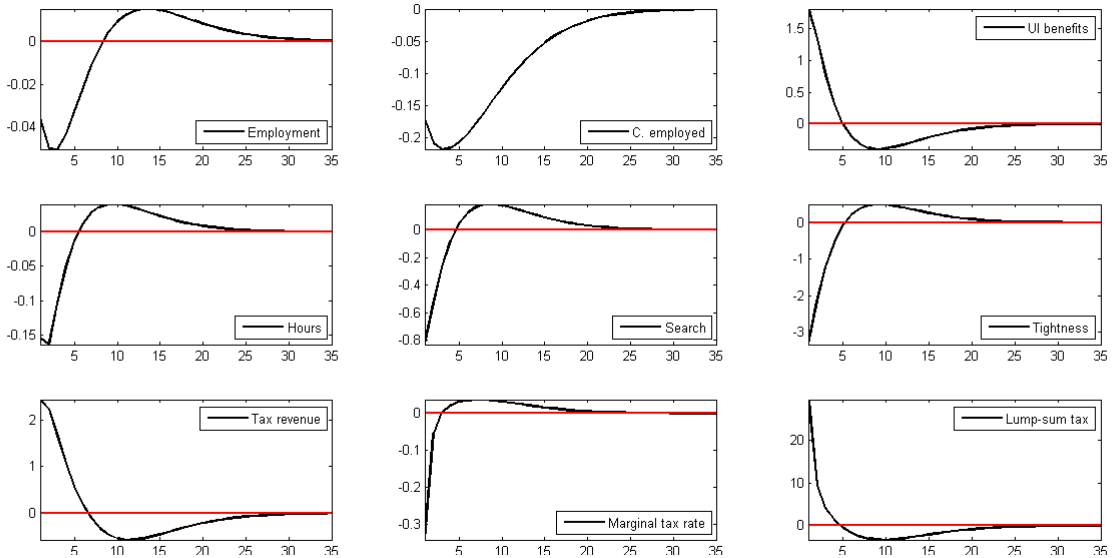 0
-0.02
-0.04
Employment
5 10 15 20 25 30 35
0
-0.05
-0.1
-0.15
-0.2
C. employed
5 10 15 20 25 30 35
1.5
1
0.5
0
UI benefits
5 10 15 20 25 30 35
0
-0.05
-0.1
-0.15
Hours
5 10 15 20 25 30 35
0
-0.2
-0.4
-0.6
-0.8
Search
5 10 15 20 25 30 35
0
-1
-2
-3
Tightness
5 10 15 20 25 30 35
2
1
0
Tax revenue
5 10 15 20 25 30 35
0
-0.1
-0.2
-0.3
Marginal tax rate
5 10 15 20 25 30 35
20
10
0
Lump-sum tax
5 10 15 20 25 30 35